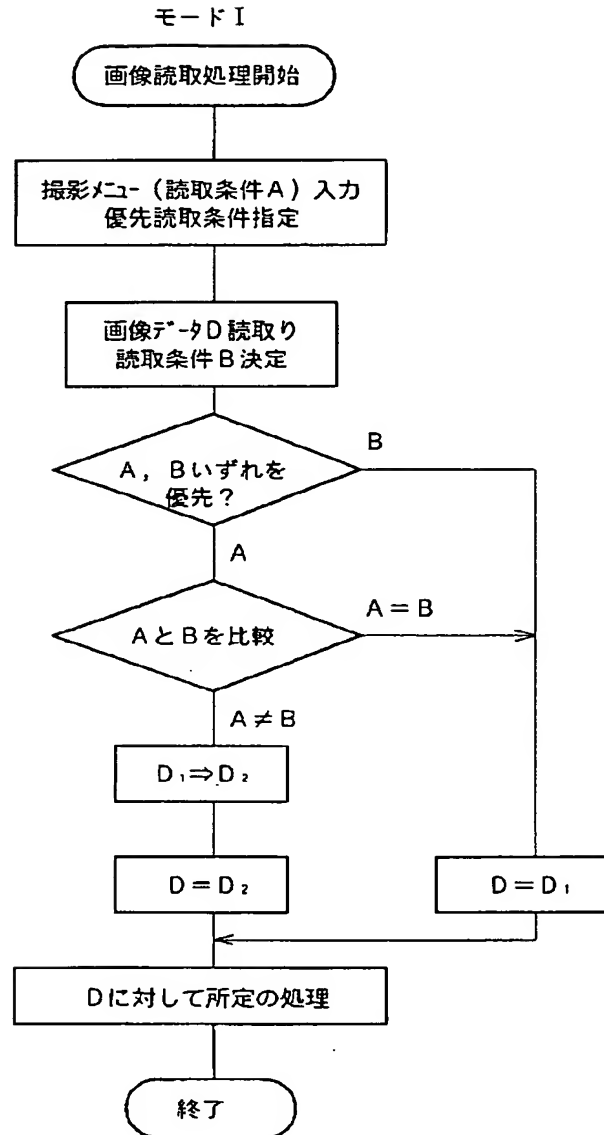 モードⅠ
画像読取処理開始
撮影メニュー（読取条件A）入力
優先読取条件指定
画像データD読取り
読取条件B決定
A，Bいずれを
優先？
B
A
AとBを比較
A＝B
A≠B
D₁⇒D₂
D＝D₂
D＝D₁
Dに対して所定の処理
終了